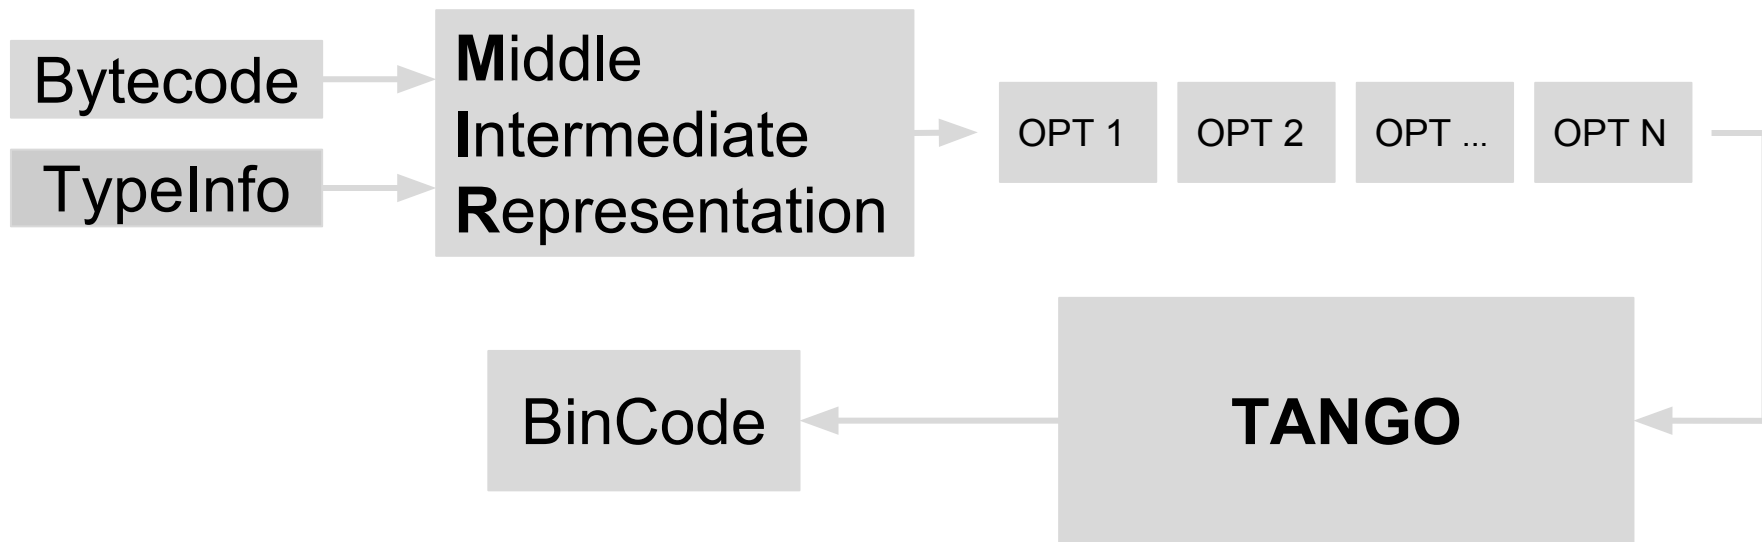 Bytecode
TypeInfo
Middle
Intermediate
Representation
OPT 1
OPT 2
OPT ...
OPT N
TANGO
BinCode